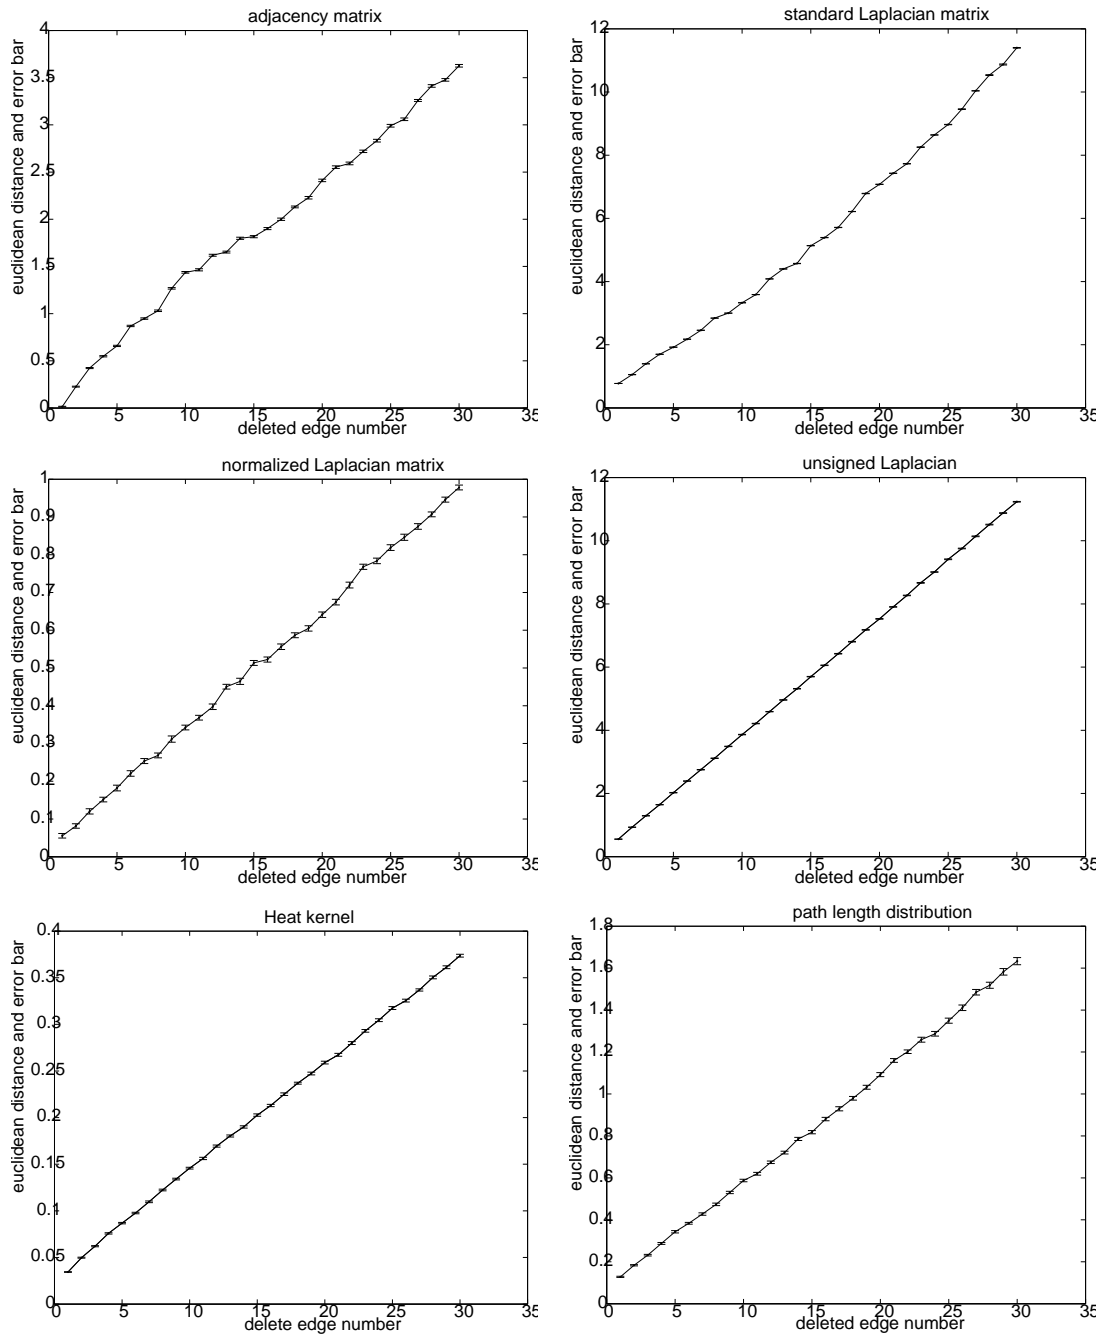 adjacency matrix
euclidean distance and error bar
4
3.5
3
2.5
2
1.5
1
0.5
0
0 5 10 15 20 25 30 35
deleted edge number
standard Laplacian matrix
euclidean distance and error bar
12
10
8
6
4
2
0
0 5 10 15 20 25 30 35
deleted edge number
normalized Laplacian matrix
euclidean distance and error bar
1
0.9
0.8
0.7
0.6
0.5
0.4
0.3
0.2
0.1
0
0 5 10 15 20 25 30 35
deleted edge number
unsigned Laplacian
euclidean distance and error bar
12
10
8
6
4
2
0
0 5 10 15 20 25 30 35
deleted edge number
Heat kernel
euclidean distance and error bar
0.4
0.35
0.3
0.25
0.2
0.15
0.1
0.05
0
0 5 10 15 20 25 30 35
delete edge number
path length distribution
euclidean distance and error bar
1.8
1.6
1.4
1.2
1
0.8
0.6
0.4
0.2
0
0 5 10 15 20 25 30 35
deleted edge number